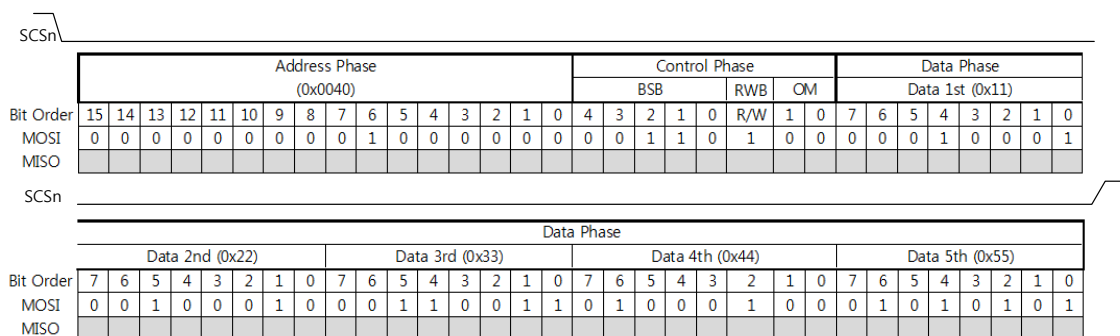 SCSn
Address Phase Control Phase Data Phase
(0x0040) BSB RWB OM Data 1st (0x11)
Bit Order 15 14 13 12 11 10 9 8 7 6 5 4 3 2 1 0 4 3 2 1 0 R/W 1 0 7 6 5 4 3 2 1 0
MOSI 0 0 0 0 0 0 0 0 0 1 0 0 0 0 0 0 0 0 1 1 0 1 0 0 0 0 0 1 0 0 0 1
MISO
SCSn
Data Phase
Data 2nd (0x22) Data 3rd (0x33) Data 4th (0x44) Data 5th (0x55)
Bit Order 7 6 5 4 3 2 1 0 7 6 5 4 3 2 1 0 7 6 5 4 3 2 1 0 7 6 5 4 3 2 1 0
MOSI 0 0 1 0 0 0 1 0 0 0 1 1 0 0 1 1 0 1 0 0 0 1 0 0 0 1 0 1 0 1 0 1
MISO